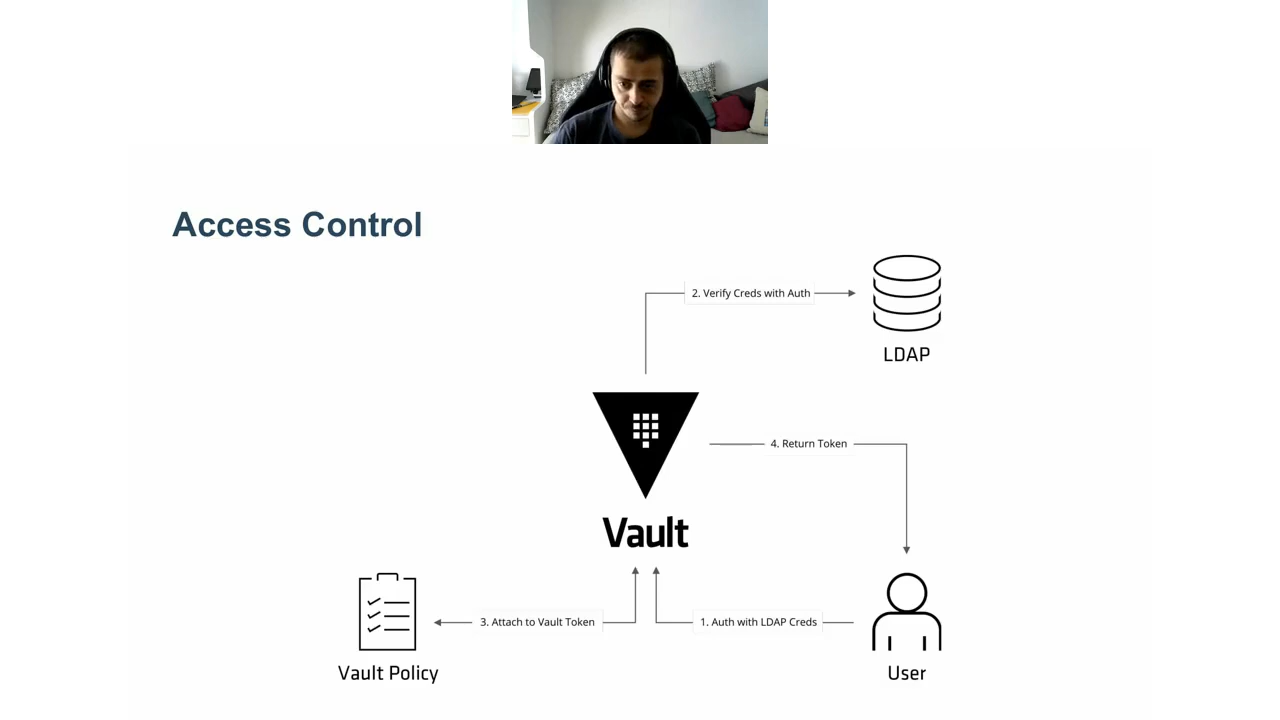 Access Control
2. Verify Creds with Auth
LDAP
4. Return Token
Vault
3. Attach to Vault Token
1. Auth with LDAP Creds
Vault Policy
User